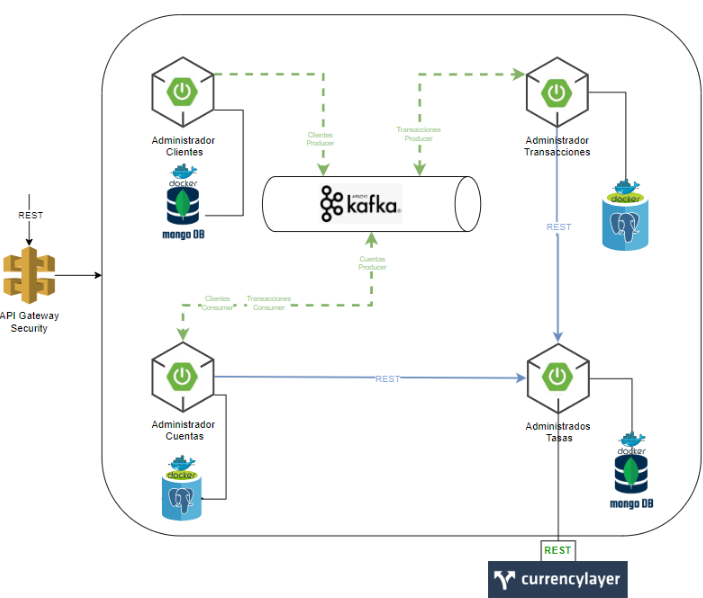 Administrador
Clientes
docker
mongo DB
Clientes
Producer
Transacciones
Producer
Administrador
Transacciones
docker
APACHE
kafka®
REST
REST
API Gateway
Security
Cuentas
Producer
Clientes
Consumer
Transacciones
Consumer
REST
Administrador
Cuentas
docker
Administrados
Tasas
docker
mongo DB
REST
currencylayer